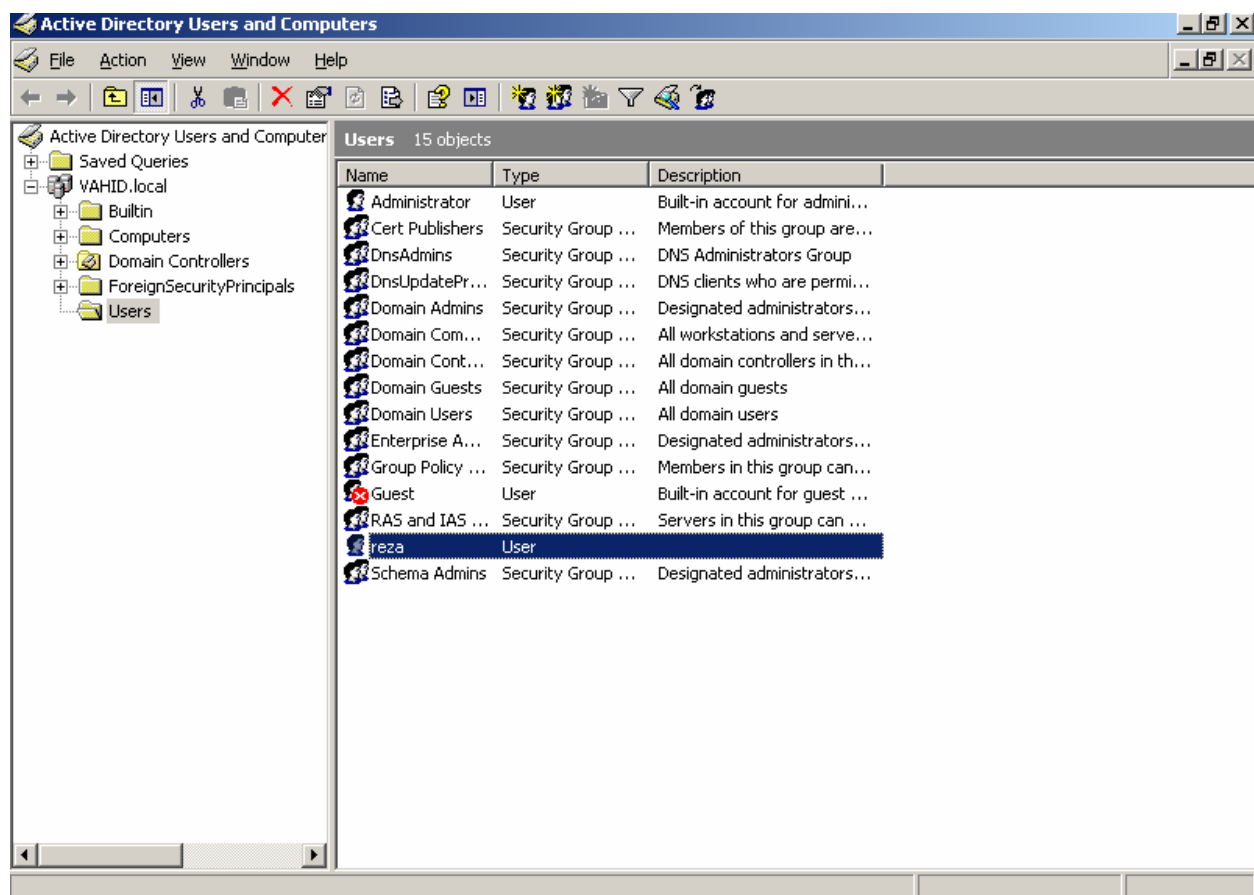 Active Directory Users and Computers
File Action View Window Help
Active Directory Users and Computer
Saved Queries
VAHID.local
Builtin
Computers
Domain Controllers
ForeignSecurityPrincipals
Users
Users 15 objects
Name Type Description
Administrator User Built-in account for admini...
Cert Publishers Security Group ... Members of this group are...
DnsAdmins Security Group ... DNS Administrators Group
DnsUpdatePr... Security Group ... DNS clients who are permi...
Domain Admins Security Group ... Designated administrators...
Domain Com... Security Group ... All workstations and serve...
Domain Cont... Security Group ... All domain controllers in th...
Domain Guests Security Group ... All domain guests
Domain Users Security Group ... All domain users
Enterprise A... Security Group ... Designated administrators...
Group Policy ... Security Group ... Members in this group can...
Guest User Built-in account for guest ...
RAS and IAS ... Security Group ... Servers in this group can ...
reza User
Schema Admins Security Group ... Designated administrators...